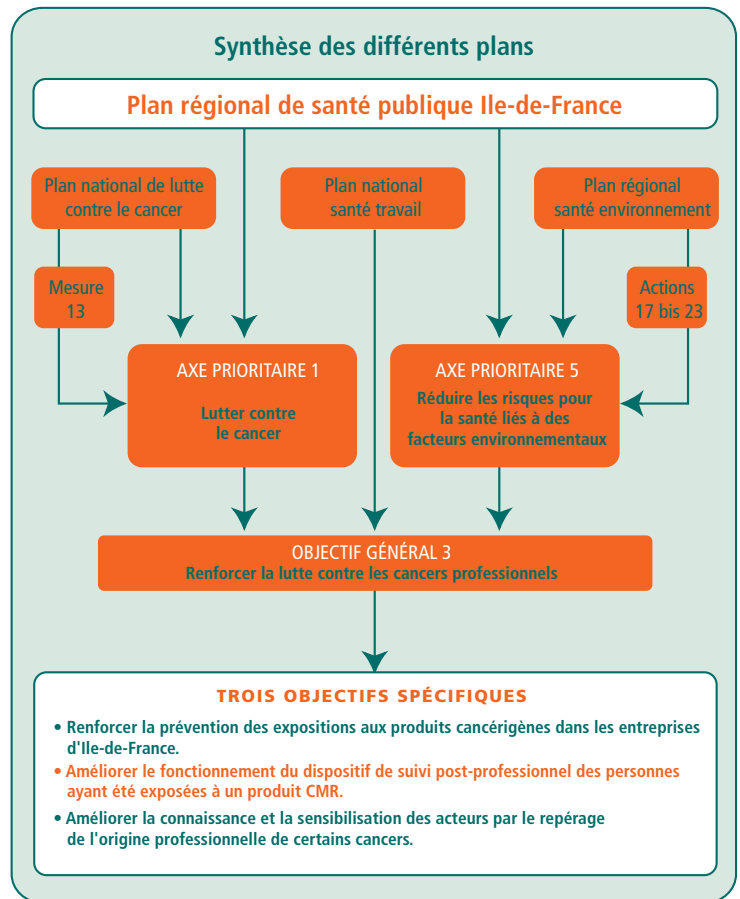 Synthèse des différents plans
Plan régional de santé publique Ile-de-France
Plan national de lutte
contre le cancer
Plan national
santé travail
Plan régional
santé environnement
Mesure
13
Actions
17 bis 23
AXE PRIORITAIRE 1
Lutter contre
le cancer
AXE PRIORITAIRE 5
Réduire les risques pour
la santé liés à des
facteurs environnementaux
OBJECTIF GÉNÉRAL 3
Renforcer la lutte contre les cancers professionnels
TROIS OBJECTIFS SPÉCIFIQUES
• Renforcer la prévention des expositions aux produits cancérigènes dans les entreprises
d'Ile-de-France.
• Améliorer le fonctionnement du dispositif de suivi post-professionnel des personnes
ayant été exposées à un produit CMR.
• Améliorer la connaissance et la sensibilisation des acteurs par le repérage
de l'origine professionnelle de certains cancers.